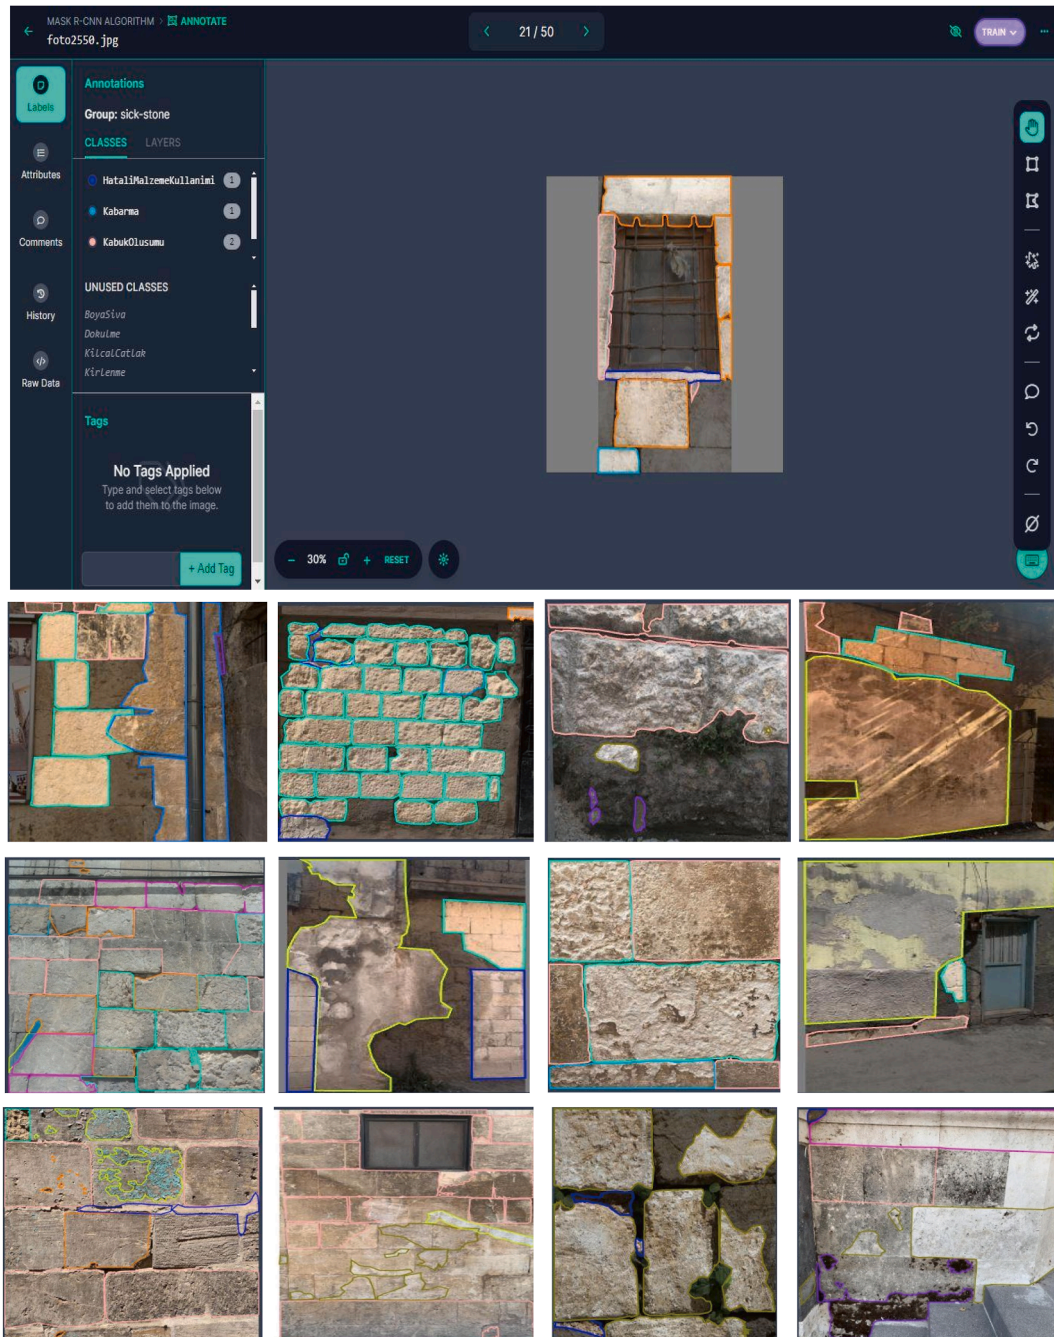 MASK R-CNN ALGORITHM > ANNOTATE
foto2550.jpg
21 / 50
TRAIN
Labels
Attributes
Comments
History
Raw Data
Annotations
Group: sick-stone
CLASSES LAYERS
HataliMalzemeKullanimi 1
Kabarma 1
KabukOlusumu 2
UNUSED CLASSES
BoyaSiva
Dokulme
KilcalCatlak
Kirlenme
Tags
No Tags Applied
Type and select tags below
to add them to the image.
+ Add Tag
- 30% + RESET